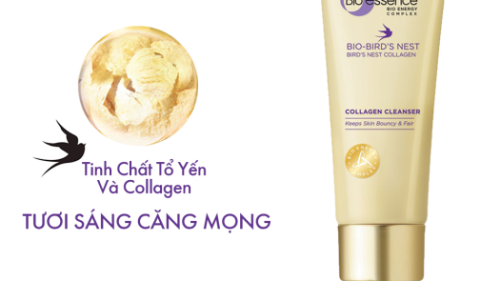 Tinh Chất Tổ Yến
Và Collagen
TƯƠI SÁNG CĂNG MỌNG
Bio essence
BIO ENERGY
COMPLEX
BIO-BIRD'S NEST
BIRD'S NEST COLLAGEN
COLLAGEN CLEANSER
Keeps Skin Bouncy & Fair